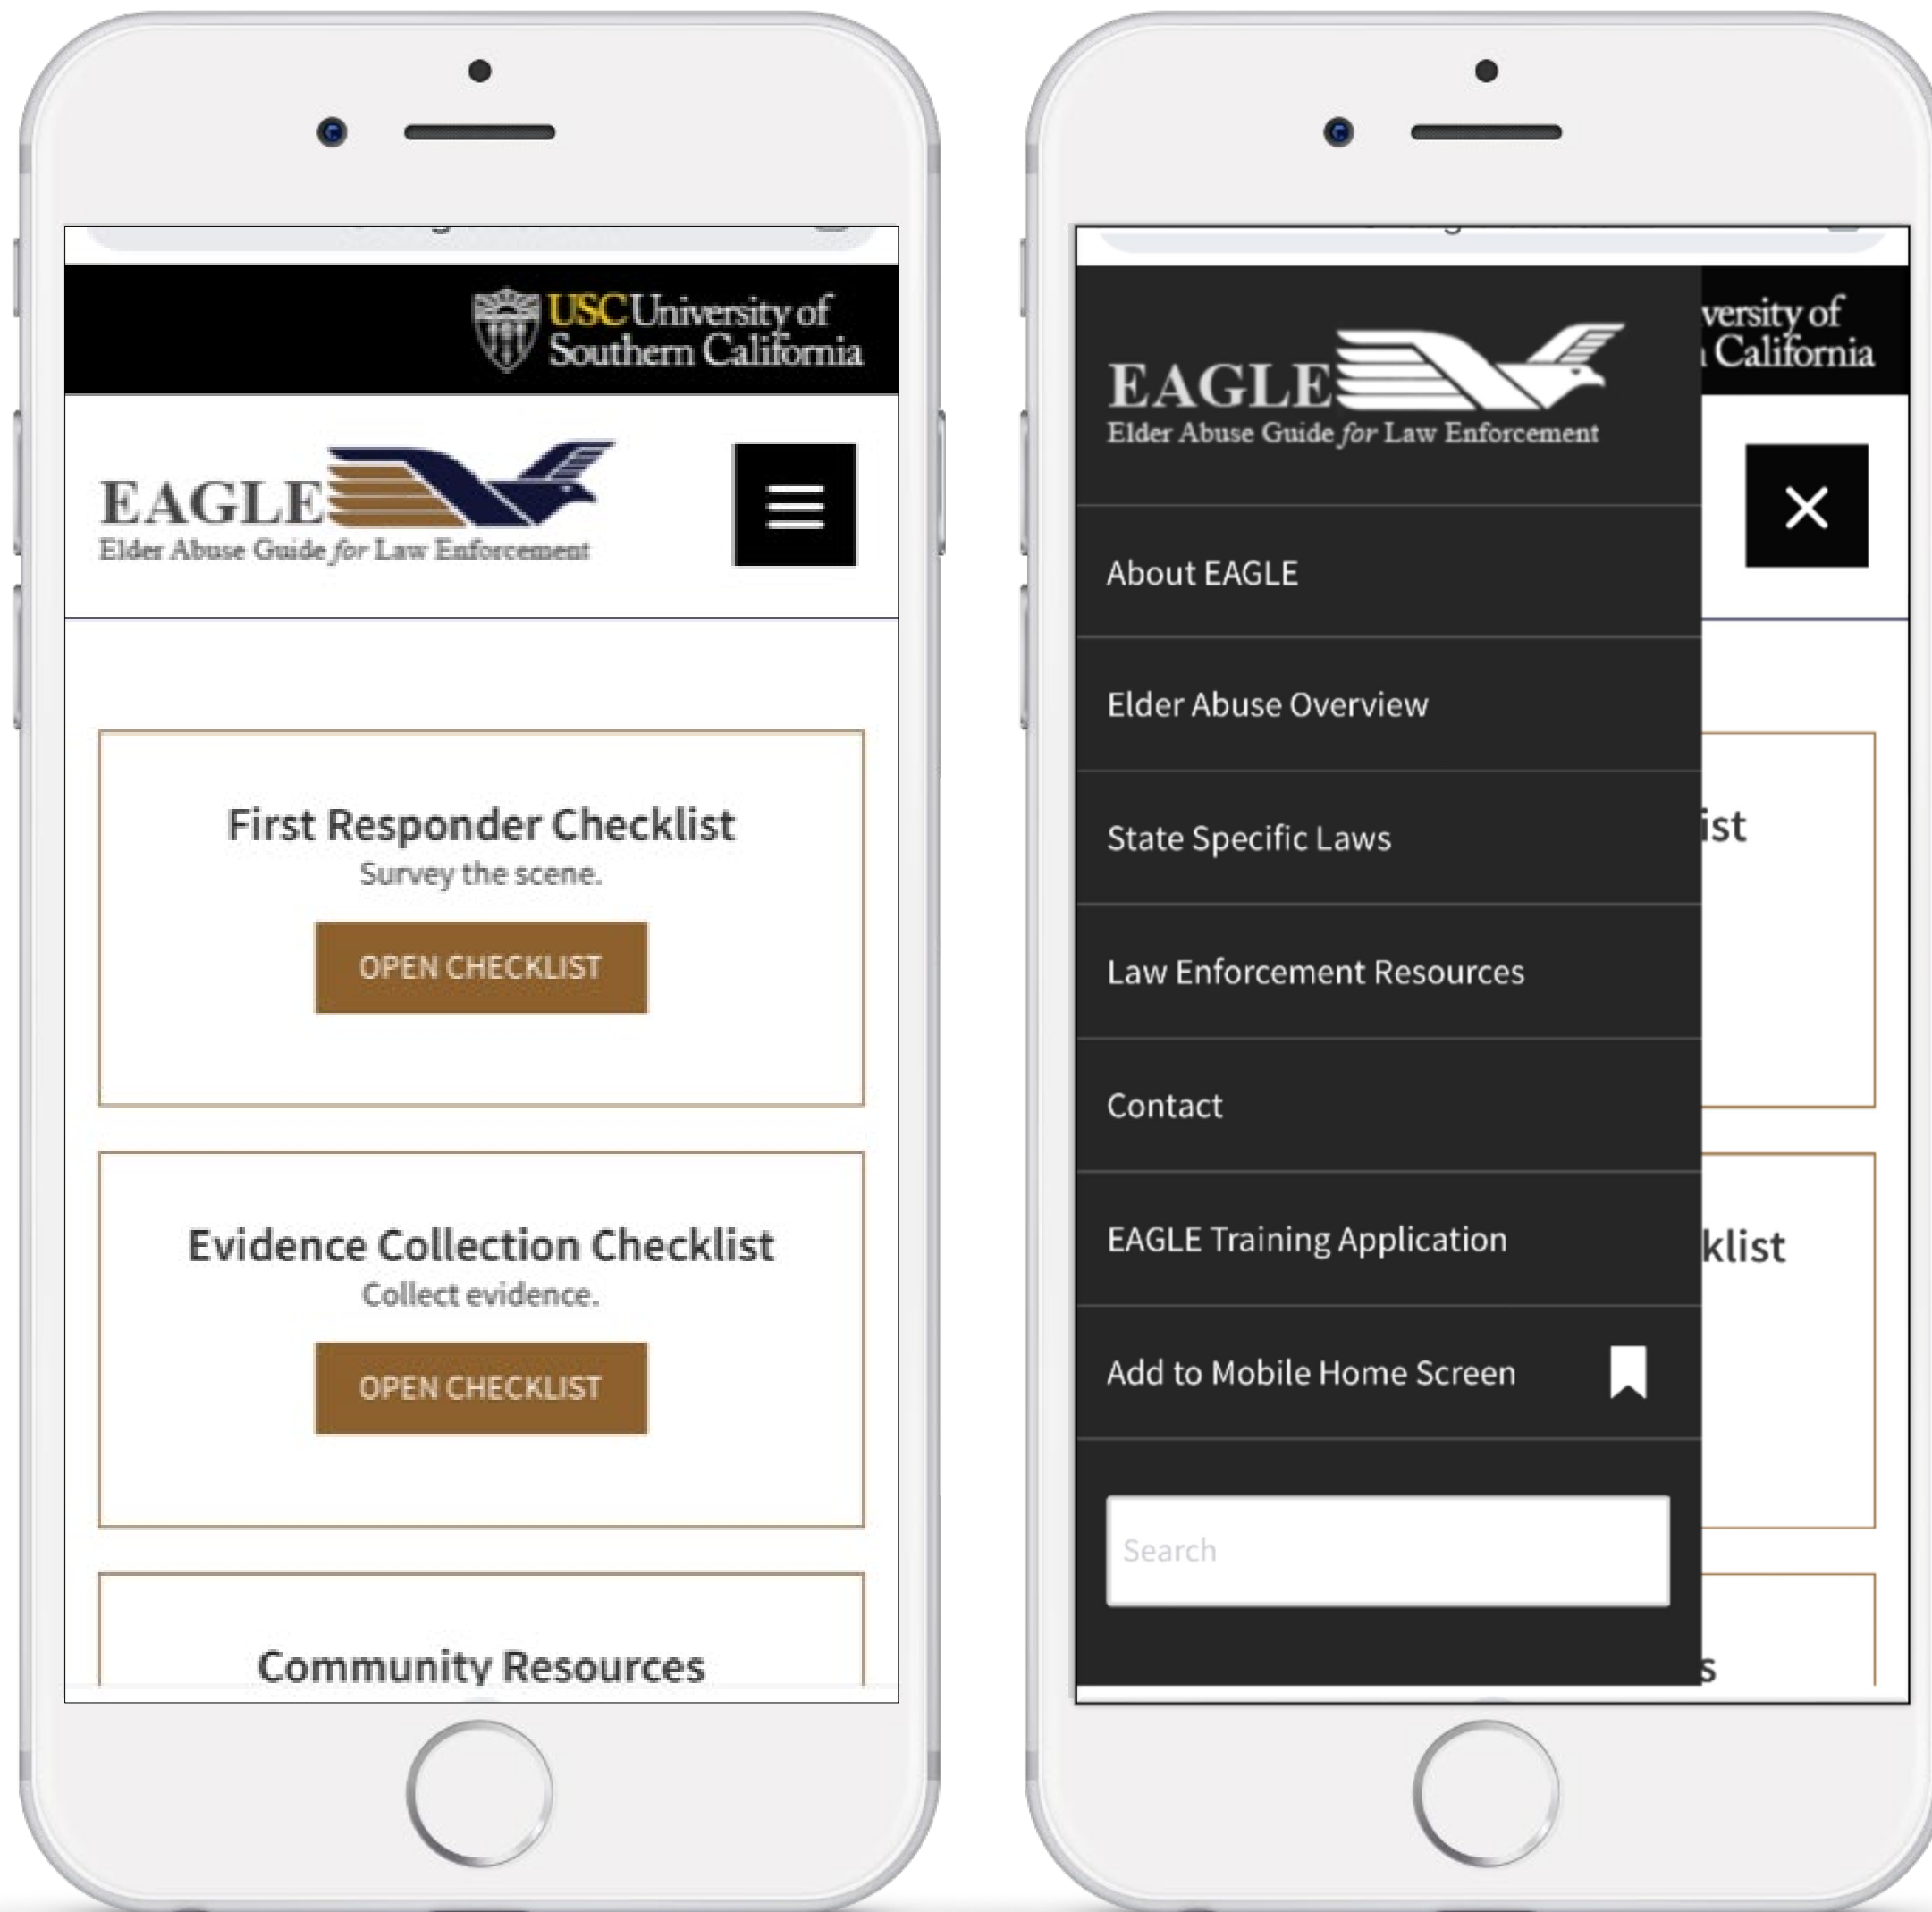 USC University of
Southern California
EAGLE
Elder Abuse Guide for Law Enforcement
First Responder Checklist
Survey the scene.
OPEN CHECKLIST
Evidence Collection Checklist
Collect evidence.
OPEN CHECKLIST
Community Resources
versity of
California
EAGLE
Elder Abuse Guide for Law Enforcement
About EAGLE
Elder Abuse Overview
State Specific Laws
Law Enforcement Resources
Contact
EAGLE Training Application
Add to Mobile Home Screen
Search
ist
klist
s